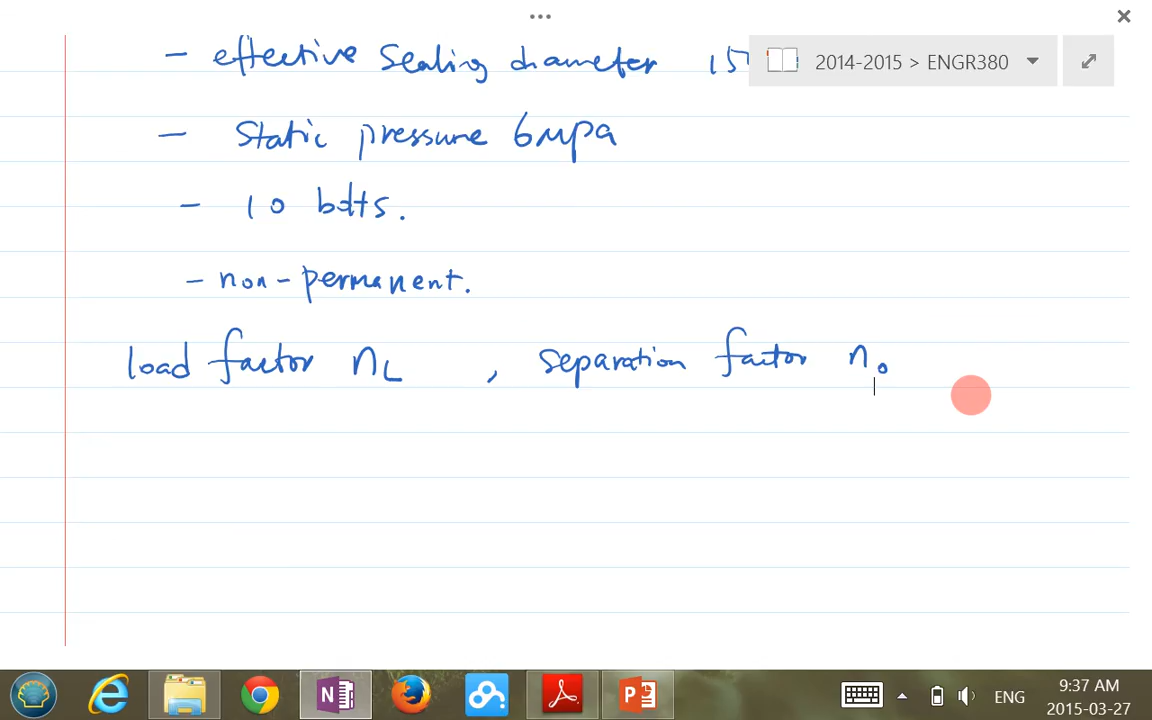 - effective Sealing diameter 15
2014-2015 > ENGR380
- Static pressure 6MPa
- 10 bolts.
- non-permanent.
load factor nL , separation factor no
ENG
9:37 AM
2015-03-27